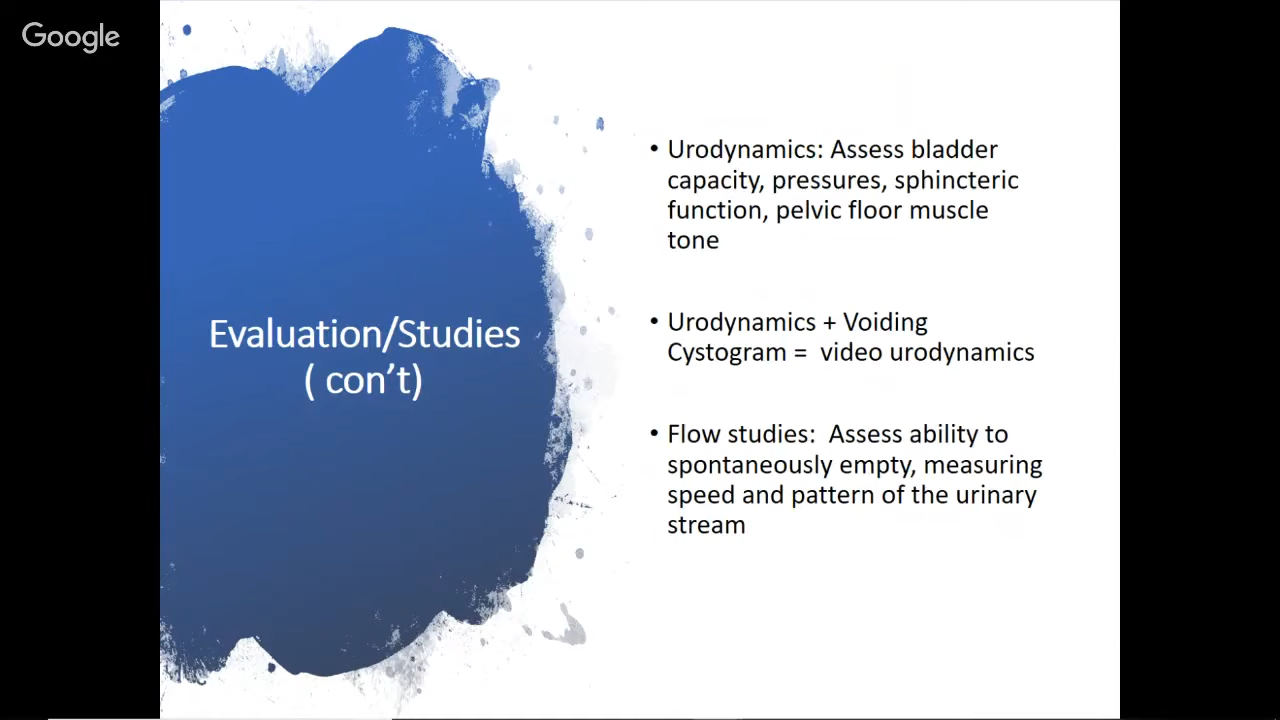 Google
Evaluation/Studies
( con’t)
• Urodynamics: Assess bladder
capacity, pressures, sphincteric
function, pelvic floor muscle
tone
• Urodynamics + Voiding
Cystogram =  video urodynamics
• Flow studies:  Assess ability to
spontaneously empty, measuring
speed and pattern of the urinary
stream